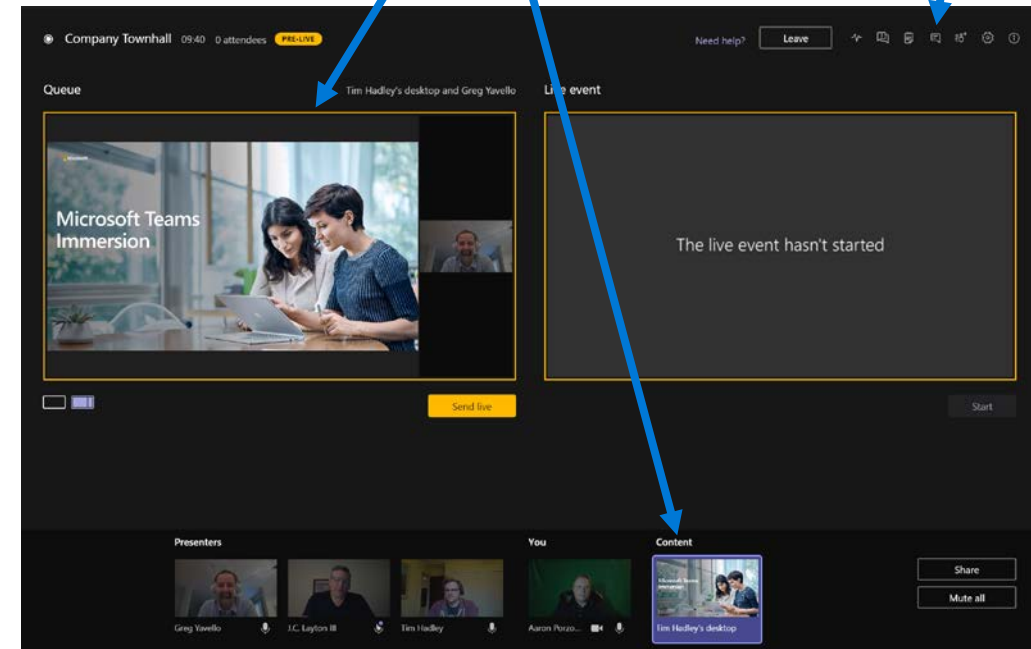 Company Townhall 09:40 0 attendees PRE-LIVE
Need help? Leave
Queue
Tim Hadley's desktop and Greg Yavello
Live event
Microsoft Teams
Immersion
The live event hasn't started
Send live
Start
Presenters
You
Content
Share
Mute all
Greg Yavello
J.C. Layton III
Tim Hadley
Aaron Porzo...
Tim Hadley's desktop